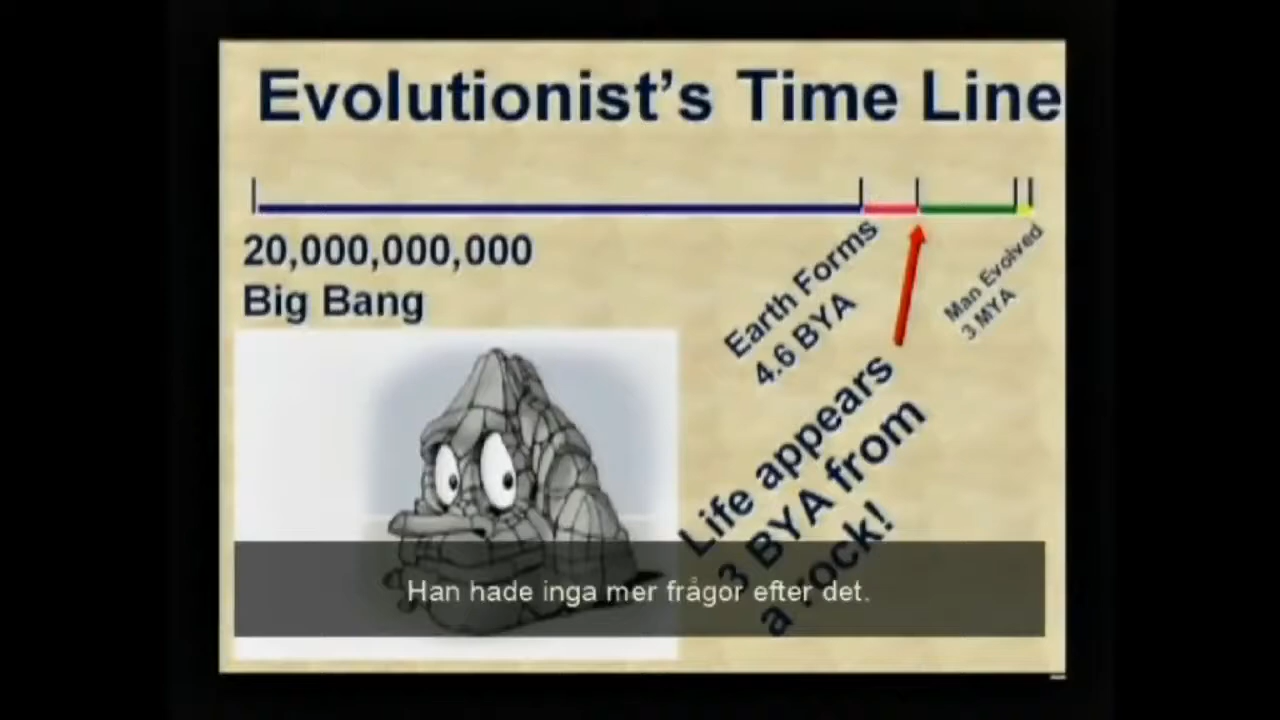 Evolutionist's Time Line
20,000,000,000
Big Bang
Earth Forms
4.6 BYA
Life appears
3 BYA from
a rock!
Man Evolved
3 MYA
Han hade inga mer frågor efter det.